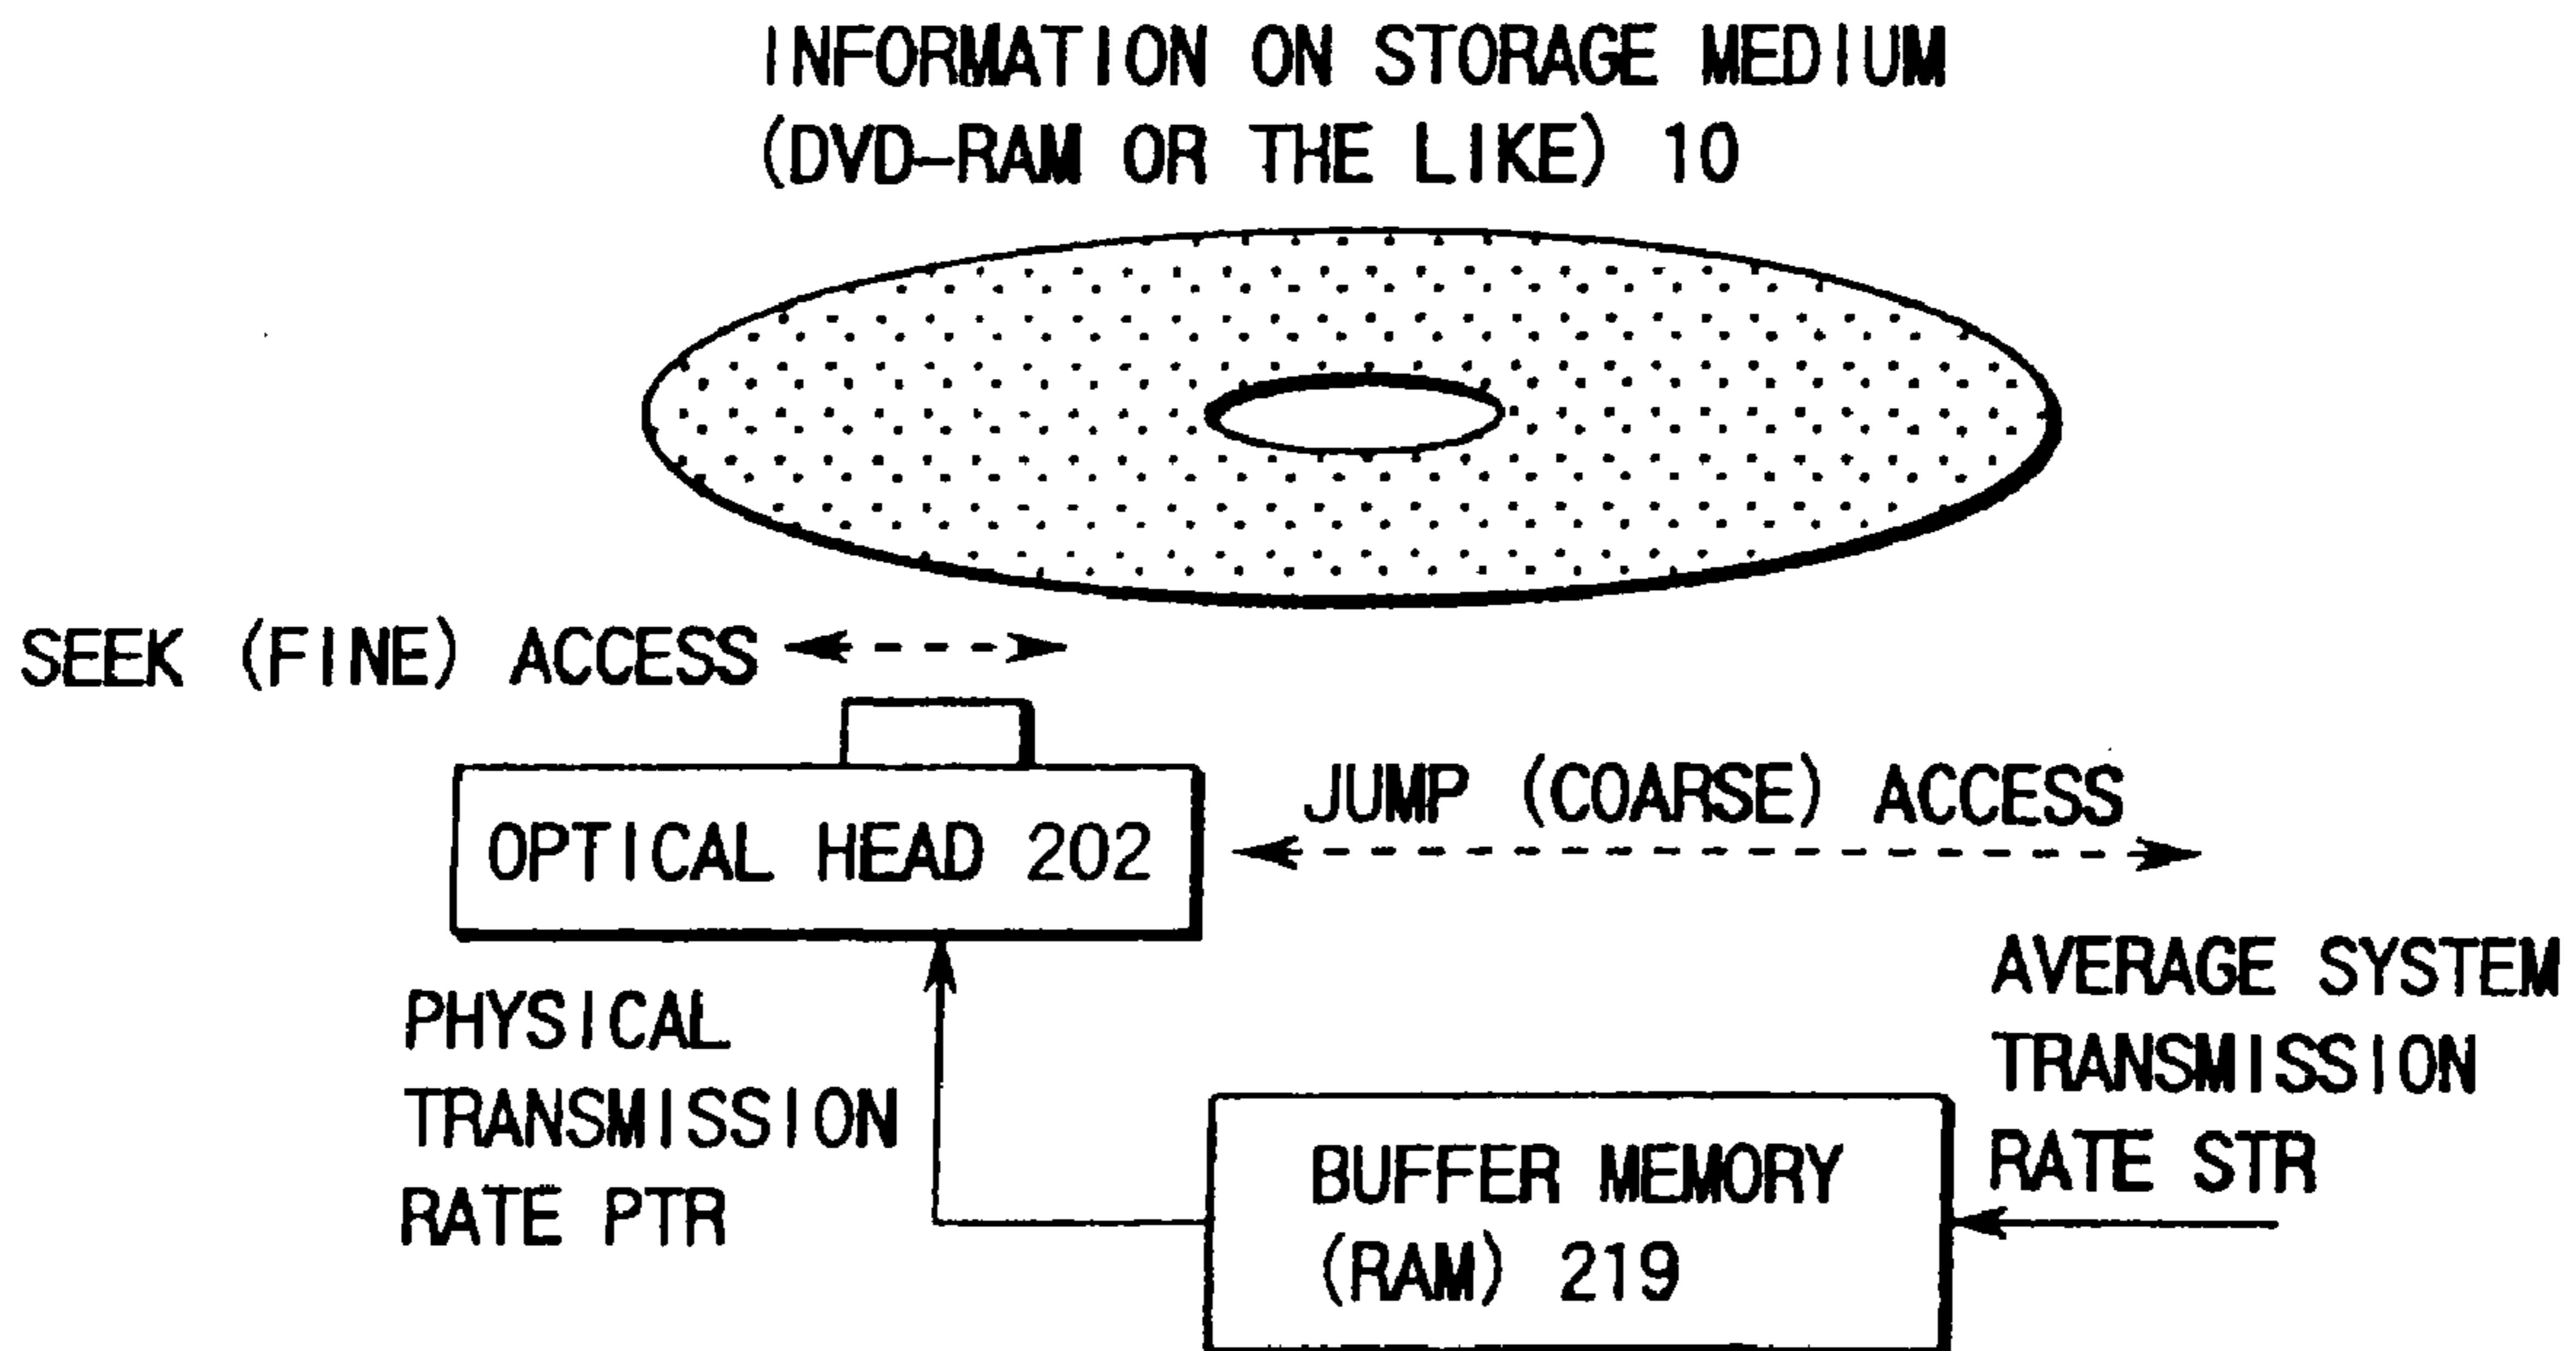 INFORMATION ON STORAGE MEDIUM
(DVD-RAM OR THE LIKE) 10
SEEK (FINE) ACCESS
JUMP (COARSE) ACCESS
OPTICAL HEAD 202
PHYSICAL
TRANSMISSION
RATE PTR
AVERAGE SYSTEM
TRANSMISSION
RATE STR
BUFFER MEMORY
(RAM) 219